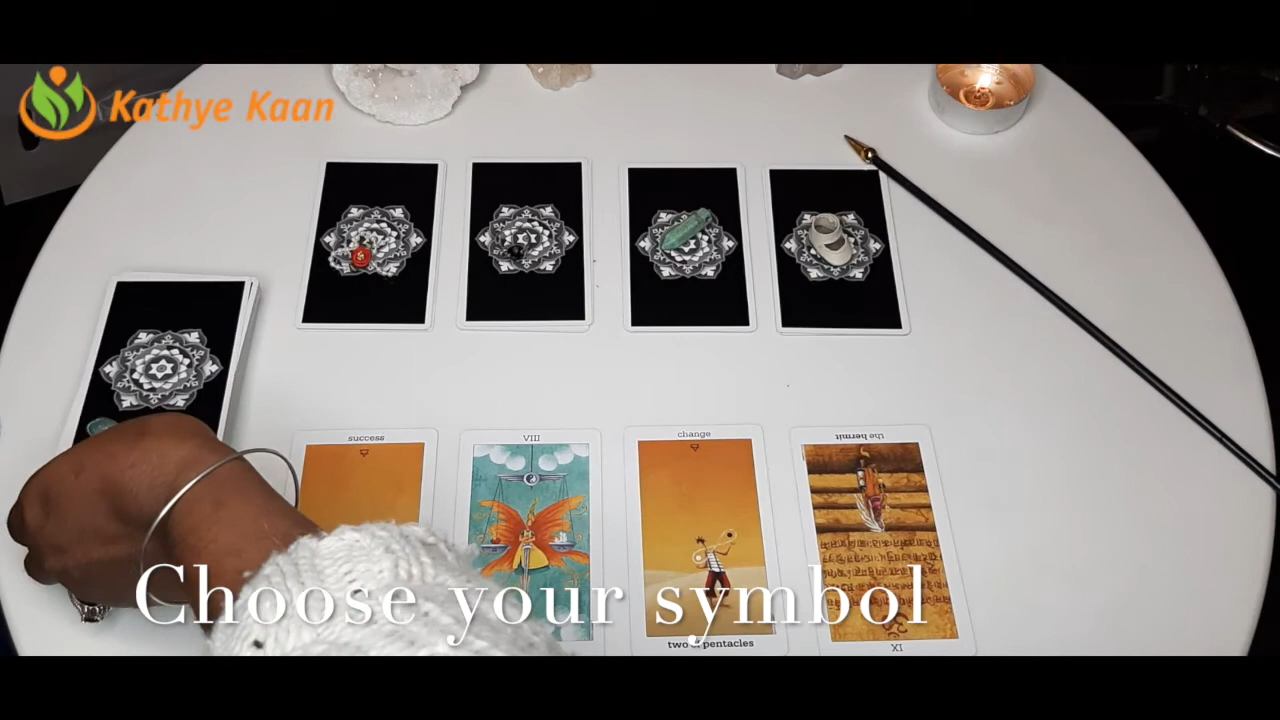 Kathye Kaan
success
VIII
change
the hermit
Choose your symbol
two of pentacles
XI